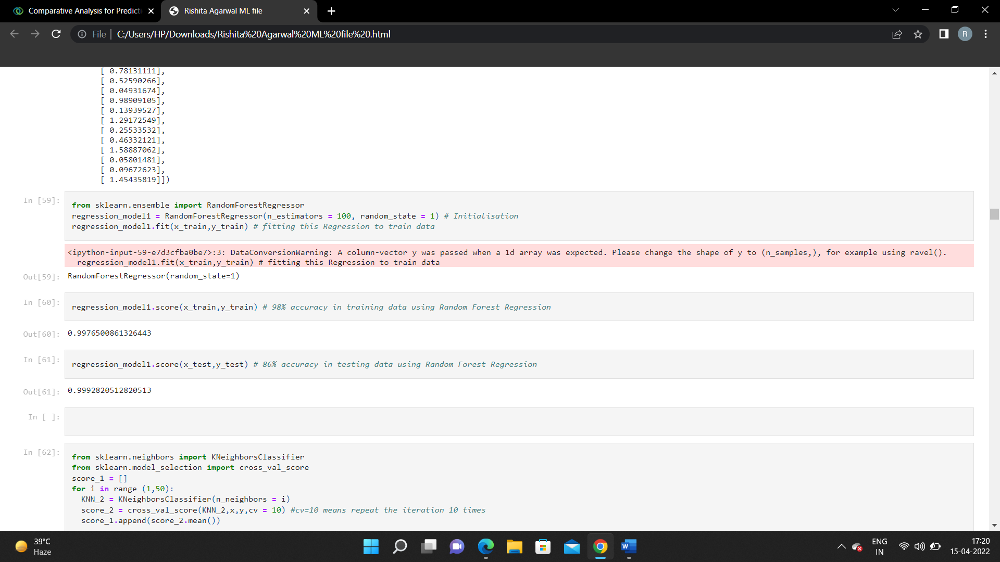 Comparative Analysis for Predicti
Rishita Agarwal ML file
File
C:/Users/HP/Downloads/Rishita%20Agarwal%20ML%20file%20.html
R
[ 0.78131111],
[ 0.52590266],
[ 0.04931674],
[ 0.98909105],
[ 0.13939527],
[ 1.29172549],
[ 0.25533532],
[ 0.46332121],
[ 1.58887062],
[ 0.05801481],
[ 0.09672623],
[ 1.45435819]])
In [59]:
from sklearn.ensemble import RandomForestRegressor
regression_model1 = RandomForestRegressor(n_estimators = 100, random_state = 1) # Initialisation
regression_model1.fit(x_train,y_train) # fitting this Regression to train data
<ipython-input-59-e7d3cfba0be7>:3: DataConversionWarning: A column-vector y was passed when a 1d array was expected. Please change the shape of y to (n_samples,), for example using ravel().
regression_model1.fit(x_train,y_train) # fitting this Regression to train data
Out[59]: RandomForestRegressor(random_state=1)
In [60]:
regression_model1.score(x_train,y_train) # 98% accuracy in training data using Random Forest Regression
Out[60]: 0.9976500861326443
In [61]:
regression_model1.score(x_test,y_test) # 86% accuracy in testing data using Random Forest Regression
Out[61]: 0.9992820512820513
In [ ]:
In [62]:
from sklearn.neighbors import KNeighborsClassifier
from sklearn.model_selection import cross_val_score
score_1 = []
for i in range (1,50):
KNN_2 = KNeighborsClassifier(n_neighbors = i)
score_2 = cross_val_score(KNN_2,x,y,cv = 10) #cv=10 means repeat the iteration 10 times
score_1.append(score_2.mean())
39°C
Haze
W
ENG
IN
17:20
15-04-2022